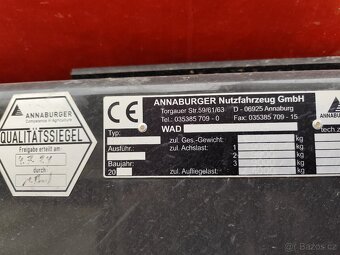 ANNABURGER
Competence in Agriculture
QUALITÄTSSIEGEL
Freigabe erteilt am
durch
CE
ANNABURGER Nutzfahrzeug GmbH
Torgauer Str.59/61/63 D - 06925 Annaburg
Tel.: 035385 709 - 0 Fax: 035385 709 - 15
WAD
Typ: zul. Ges.-Gewicht: kg
Ausführ.: zul. Achslast: 1 kg
Baujahr: 2 kg
20 3 kg
zul. Aufliegelast: kg
ANNABURGER
tech.
bazos.cz